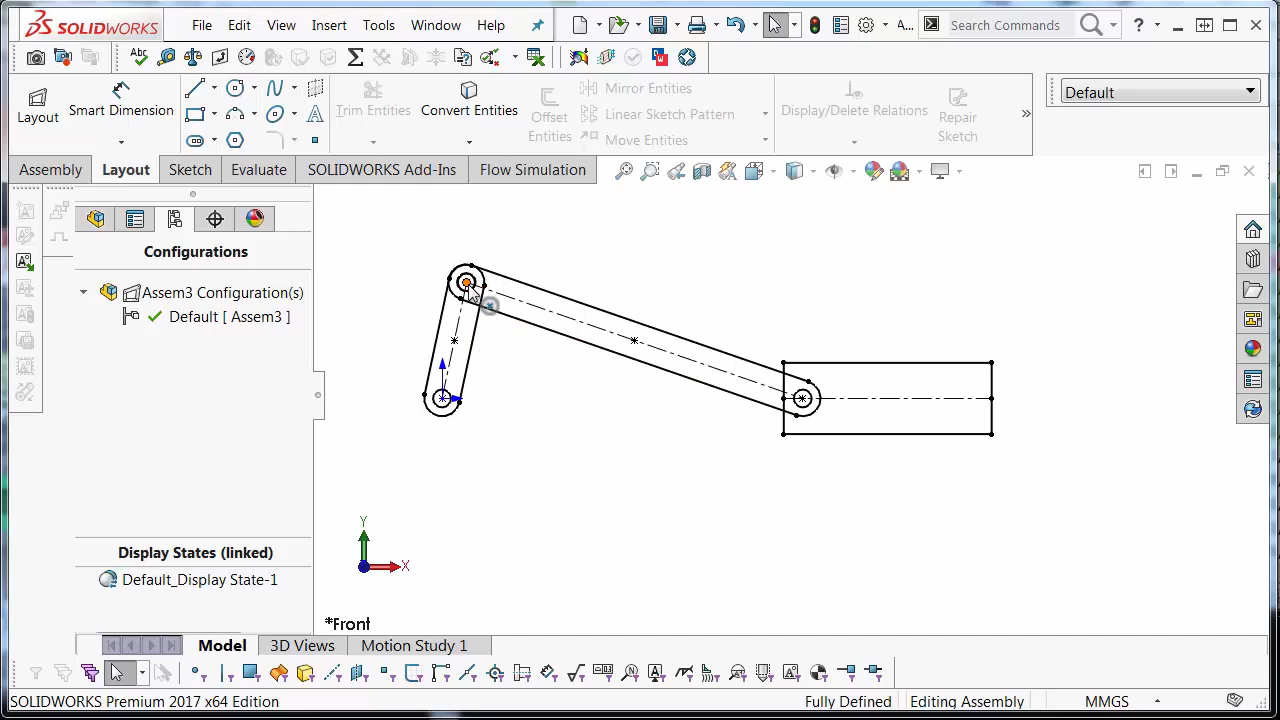 SOLIDWORKS File Edit View Insert Tools Window Help A... Search Commands ?
Layout Smart Dimension Trim Entities Convert Entities Offset Entities Mirror Entities Linear Sketch Pattern Move Entities Display/Delete Relations Repair Sketch Default
Assembly Layout Sketch Evaluate SOLIDWORKS Add-Ins Flow Simulation
Configurations
Assem3 Configuration(s)
Default [ Assem3 ]
Y
X
Display States (linked)
Default_Display State-1
*Front
Model 3D Views Motion Study 1
SOLIDWORKS Premium 2017 x64 Edition Fully Defined Editing Assembly MMGS